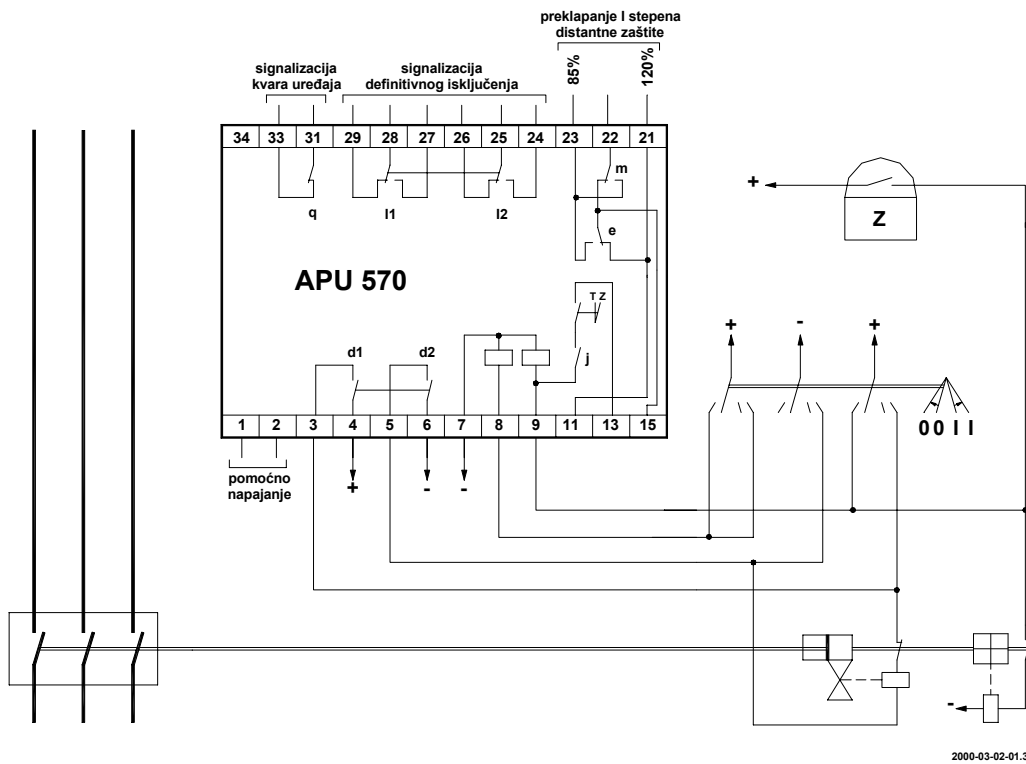 preklapanje I stepena
distantne zaštite
signalizacija
kvara uređaja
signalizacija
definitivnog isključenja
85%
120%
34 33 31 29 28 27 26 25 24 23 22 21
m
+
q
l1
l2
e
Z
APU 570
T Z
+ - +
d1
d2
j
1 2 3 4 5 6 7 8 9 11 13 15
0 0 I I
pomoćno
napajanje
+
-
-
-
2000-03-02-01.3